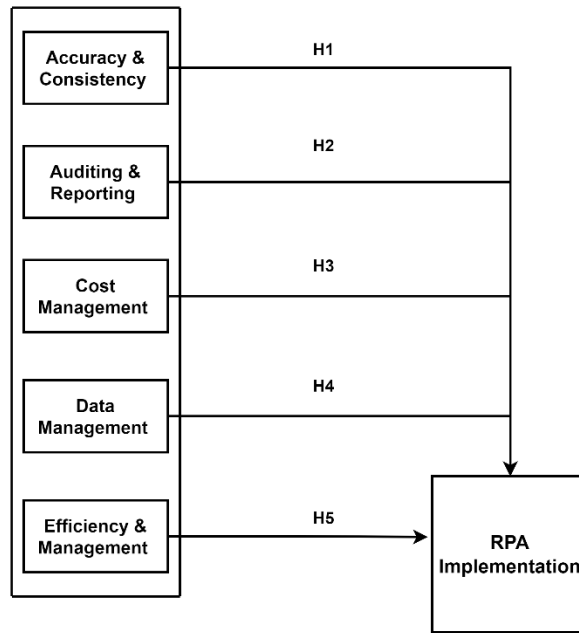 Accuracy &
Consistency
H1
Auditing &
Reporting
H2
Cost
Management
H3
Data
Management
H4
Efficiency &
Management
H5
RPA
Implementation